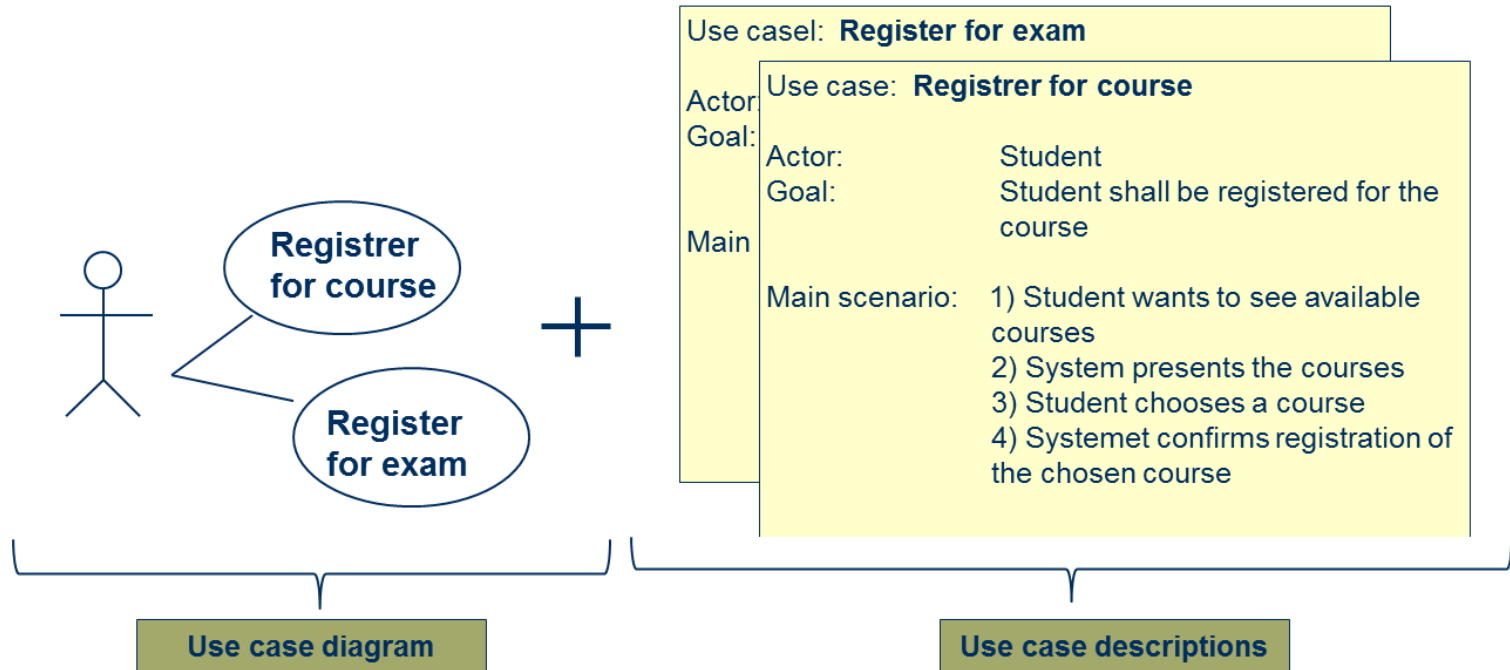 Registrer
for course
Register
for exam
Use casel: Register for exam
Actor:
Goal:
Main
Use case: Registrer for course
Actor: Student
Goal: Student shall be registered for the
course
Main scenario: 1) Student wants to see available
courses
2) System presents the courses
3) Student chooses a course
4) Systemet confirms registration of
the chosen course
Use case diagram
Use case descriptions